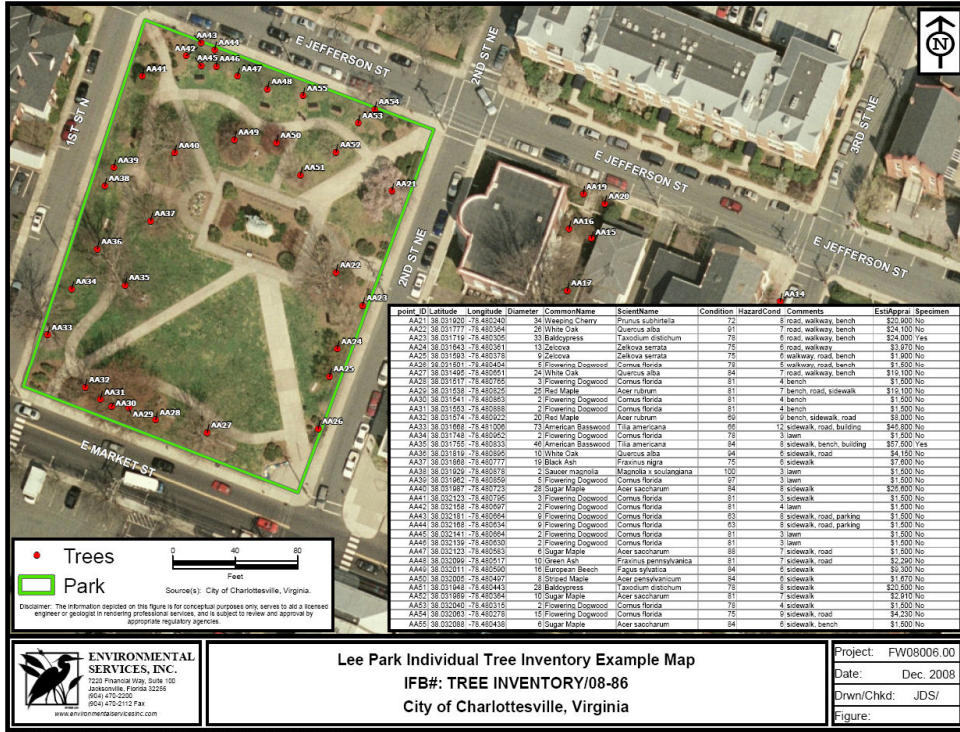 AA43
AA42
AA44
AA45
AA46
AA41
AA47
AA48
AA55
AA54
AA53
AA49
AA50
AA40
AA52
AA39
AA51
AA38
AA21
AA37
AA36
AA22
AA35
AA34
AA23
AA33
AA24
AA25
AA32
AA31
AA30
AA29
AA28
AA27
AA26
AA19
AA20
AA16
AA15
AA17
AA14
E JEFFERSON ST
2ND ST NE
1ST ST N
E JEFFERSON ST
3RD ST NE
E JEFFERSON ST
2ND ST NE
E MARKET ST
N
point_ID Latitude Longitude Diameter CommonName ScientName Condition HazardCond Comments EstiApprai Specimen
AA21 38.031920 -78.480240 34 Weeping Cherry Prunus subhirtella 72 8 road, walkway, bench $20,900 No
AA22 38.031777 -78.480364 26 White Oak Quercus alba 91 7 road, walkway, bench $24,100 No
AA23 38.031719 -78.480305 33 Baldcypress Taxodium distichum 78 6 road, walkway, bench $24,000 Yes
AA24 38.031643 -78.480361 13 Zelcova Zelkova serrata 75 6 road, walkway $3,970 No
AA25 38.031593 -78.480378 9 Zelcova Zelkova serrata 75 6 walkway, road, bench $1,900 No
AA26 38.031501 -78.480404 5 Flowering Dogwood Cornus florida 78 5 walkway, road, bench $1,500 No
AA27 38.031495 -78.480651 24 White Oak Quercus alba 84 7 road, walkway, bench $19,100 No
AA28 38.031517 -78.480765 3 Flowering Dogwood Cornus florida 81 4 bench $1,500 No
AA29 31.031538 -78.480825 25 Red Maple Acer rubrum 81 7 bench, road, sidewalk $19,100 No
AA30 38.031541 -78.480863 2 Flowering Dogwood Cornus florida 81 4 bench $1,500 No
AA31 38.031553 -78.480888 2 Flowering Dogwood Cornus florida 81 4 bench $1,500 No
AA32 38.031574 -78.480922 20 Red Maple Acer rubrum 69 9 bench, sidewalk, road $8,000 No
AA33 38.031668 -78.481006 73 American Basswood Tilia americana 66 12 sidewalk, road, building $46,800 No
AA34 38.031748 -78.480952 2 Flowering Dogwood Cornus florida 78 3 lawn $1,500 No
AA35 38.031755 -78.480833 46 American Basswood Tilia americana 84 8 sidewalk, bench, building $57,500 Yes
AA36 38.031819 -78.480895 10 White Oak Quercus alba 94 6 sidewalk, road $4,150 No
AA37 38.031868 -78.480777 19 Black Ash Fraxinus nigra 75 6 sidewalk $7,600 No
AA38 38.031929 -78.480878 2 Saucer magnolia Magnolia x soulangiana 100 3 lawn $1,500 No
AA39 38.031962 -78.480859 5 Flowering Dogwood Cornus florida 97 3 lawn $1,500 No
AA40 38.031987 -78.480723 28 Sugar Maple Acer saccharum 84 8 sidewalk $26,600 No
AA41 38.032123 -78.480795 3 Flowering Dogwood Cornus florida 81 3 sidewalk $1,500 No
AA42 38.032158 -78.480697 2 Flowering Dogwood Cornus florida 81 4 lawn $1,500 No
AA43 38.032181 -78.480664 9 Flowering Dogwood Cornus florida 63 8 sidewalk, road, parking $1,500 No
AA44 38.032168 -78.480634 9 Flowering Dogwood Cornus florida 63 8 sidewalk, road, parking $1,500 No
AA45 38.032141 -78.480664 2 Flowering Dogwood Cornus florida 81 3 lawn $1,500 No
AA46 38.032139 -78.480630 2 Flowering Dogwood Cornus florida 81 3 lawn $1,500 No
AA47 38.032123 -78.480583 6 Sugar Maple Acer saccharum 88 7 sidewalk, road $1,500 No
AA48 38.032099 -78.480517 10 Green Ash Fraxinus pennsylvanica 81 7 sidewalk, road $2,290 No
AA49 38.032011 -78.480590 16 European Beech Fagus sylvatica 84 6 sidewalk $9,300 No
AA50 38.032005 -78.480497 8 Striped Maple Acer pensylvanicum 84 6 sidewalk $1,670 No
AA51 38.031948 -78.480443 28 Baldcypress Taxodium distichum 78 6 sidewalk $20,500 No
AA52 38.031989 -78.480364 10 Sugar Maple Acer saccharum 81 7 sidewalk $2,910 No
AA53 38.032040 -78.480315 2 Flowering Dogwood Cornus florida 78 4 sidewalk $1,500 No
AA54 38.032063 -78.480278 15 Flowering Dogwood Cornus florida 75 9 sidewalk, road $4,230 No
AA55 38.032088 -78.480438 6 Sugar Maple Acer saccharum 84 6 sidewalk, bench $1,500 No
Trees
Park
0 40 80
Feet
Source(s): City of Charlottesville, Virginia.
Disclaimer: The information depicted on this figure is for conceptual purposes only, serves to aid a licensed
engineer or geologist in rendering professional services, and is subject to review and approval by
appropriate regulatory agencies.
ENVIRONMENTAL
SERVICES, INC.
7220 Financial Way, Suite 100
Jacksonville, Florida 32256
(904) 470-2200
(904) 470-2112 Fax
www.environmentalservicesinc.com
Lee Park Individual Tree Inventory Example Map
IFB#: TREE INVENTORY/08-86
City of Charlottesville, Virginia
Project: FW08006.00
Date: Dec. 2008
Drwn/Chkd: JDS/
Figure: